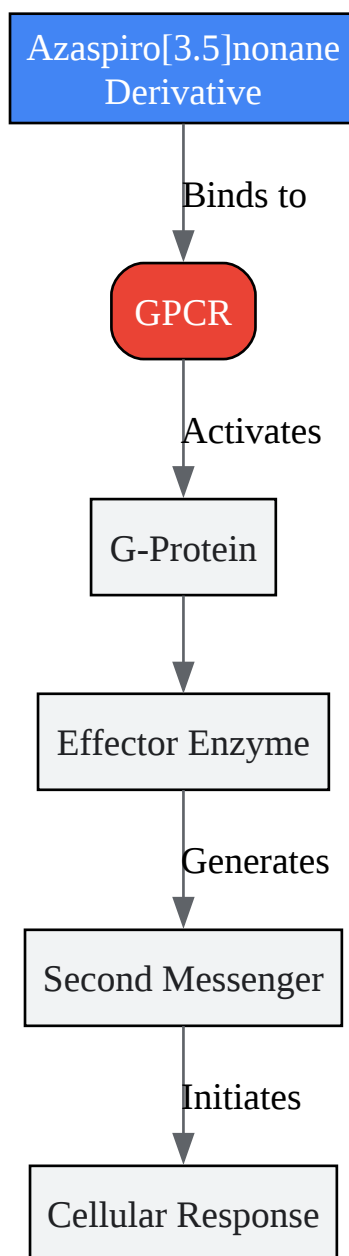 Azaspiro[3.5]nonane
Derivative
Binds to
GPCR
Activates
G-Protein
Effector Enzyme
Generates
Second Messenger
Initiates
Cellular Response